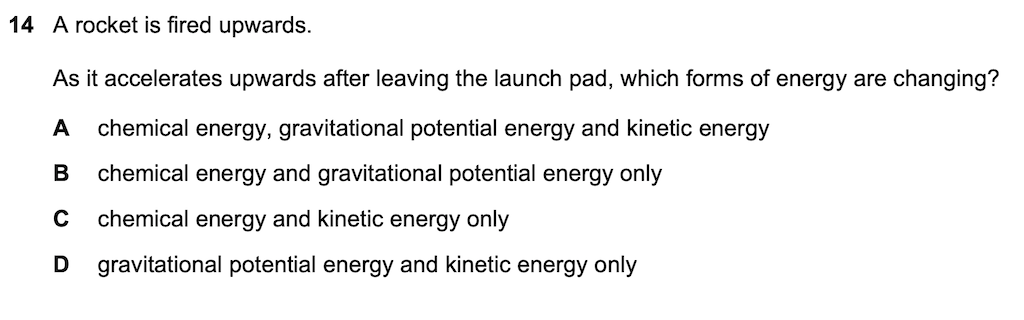 14 A rocket is fired upwards.
As it accelerates upwards after leaving the launch pad, which forms of energy are changing?
A chemical energy, gravitational potential energy and kinetic energy
B chemical energy and gravitational potential energy only
C chemical energy and kinetic energy only
D gravitational potential energy and kinetic energy only